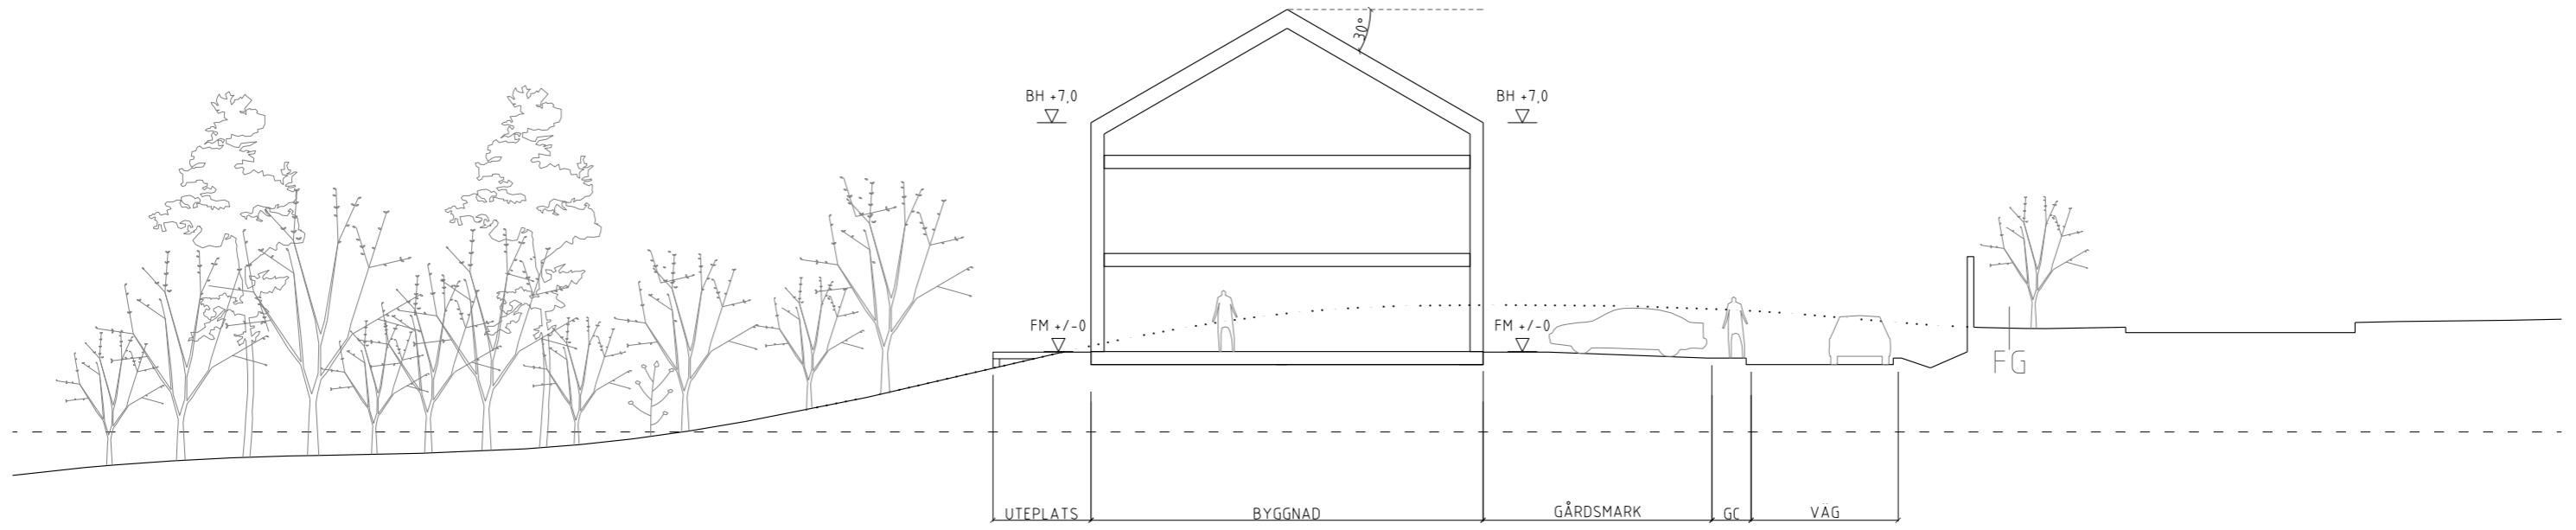 30°
BH +7,0
BH +7,0
FM +/-0
FM +/-0
FG
UTEPLATS
BYGGNAD
GÅRDSMARK
GC
VÄG